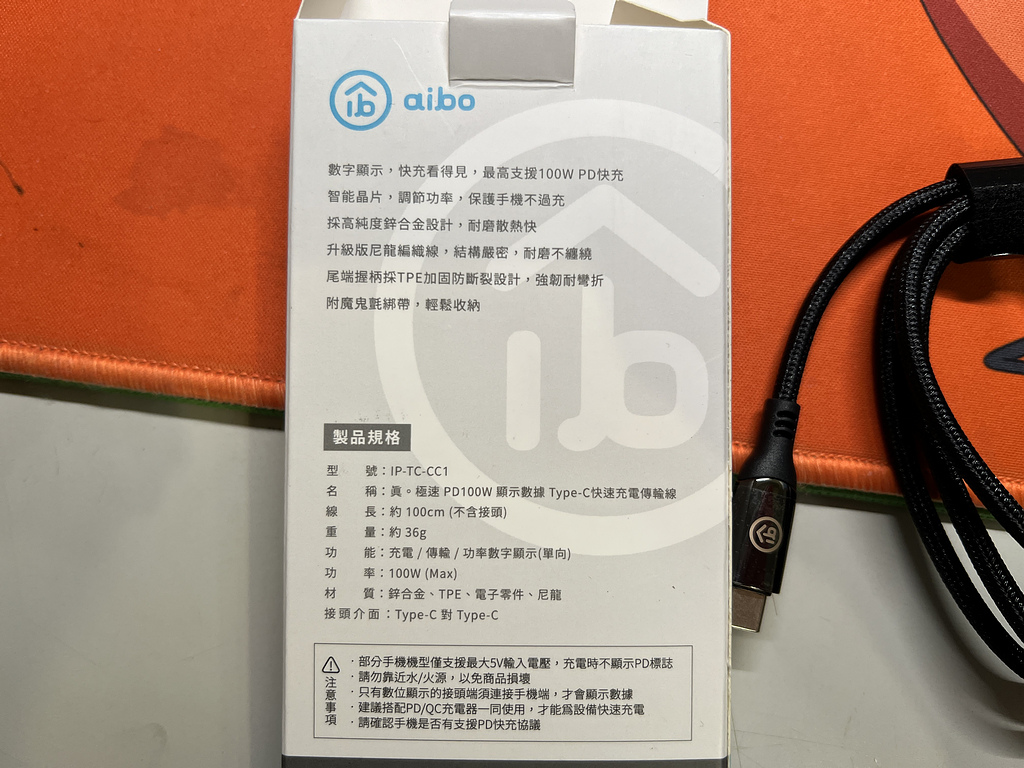 aibo
數字顯示，快充看得見，最高支援100W PD快充
智能晶片，調節功率，保護手機不過充
採高純度鋅合金設計，耐磨散熱快
升級版尼龍編織線，結構嚴密，耐磨不纏繞
尾端握柄採TPE加固防斷裂設計，強韌耐彎折
附魔鬼氈綁帶，輕鬆收納
製品規格
型號：IP-TC-CC1
名稱：眞。極速 PD100W 顯示數據 Type-C快速充電傳輸線
線長：約 100cm (不含接頭)
重量：約 36g
功能：充電 / 傳輸 / 功率數字顯示(單向)
功率：100W (Max)
材質：鋅合金、TPE、電子零件、尼龍
接頭介面：Type-C 對 Type-C
注意事項
·部分手機機型僅支援最大5V輸入電壓，充電時不顯示PD標誌
·請勿靠近水/火源，以免商品損壞
·只有數位顯示的接頭端須連接手機端，才會顯示數據
·建議搭配PD/QC充電器一同使用，才能爲設備快速充電
·請確認手機是否有支援PD快充協議